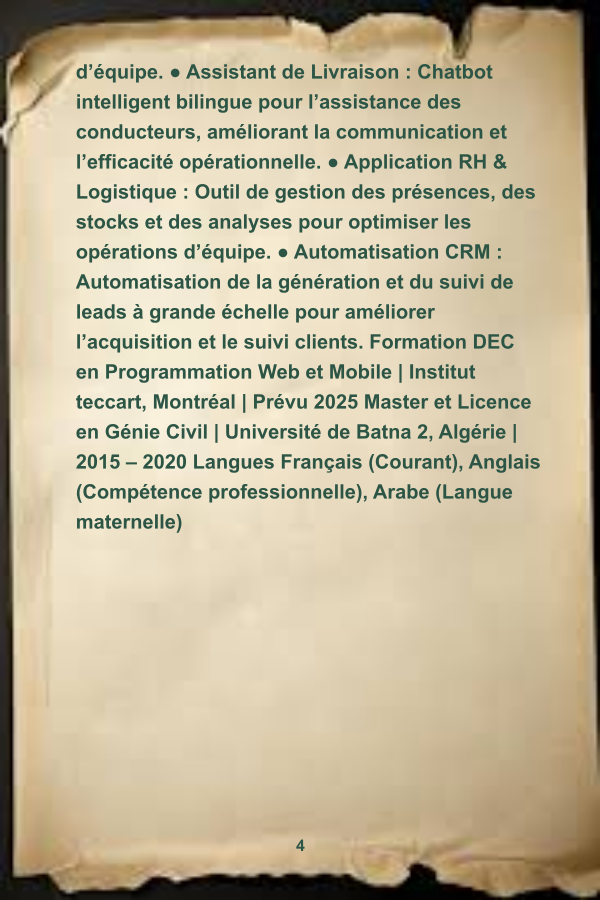 d’équipe. ● Assistant de Livraison : Chatbot
intelligent bilingue pour l’assistance des
conducteurs, améliorant la communication et
l’efficacité opérationnelle. ● Application RH &
Logistique : Outil de gestion des présences, des
stocks et des analyses pour optimiser les
opérations d’équipe. ● Automatisation CRM :
Automatisation de la génération et du suivi de
leads à grande échelle pour améliorer
l’acquisition et le suivi clients. Formation DEC
en Programmation Web et Mobile | Institut
teccart, Montréal | Prévu 2025 Master et Licence
en Génie Civil | Université de Batna 2, Algérie |
2015 – 2020 Langues Français (Courant), Anglais
(Compétence professionnelle), Arabe (Langue
maternelle)
4